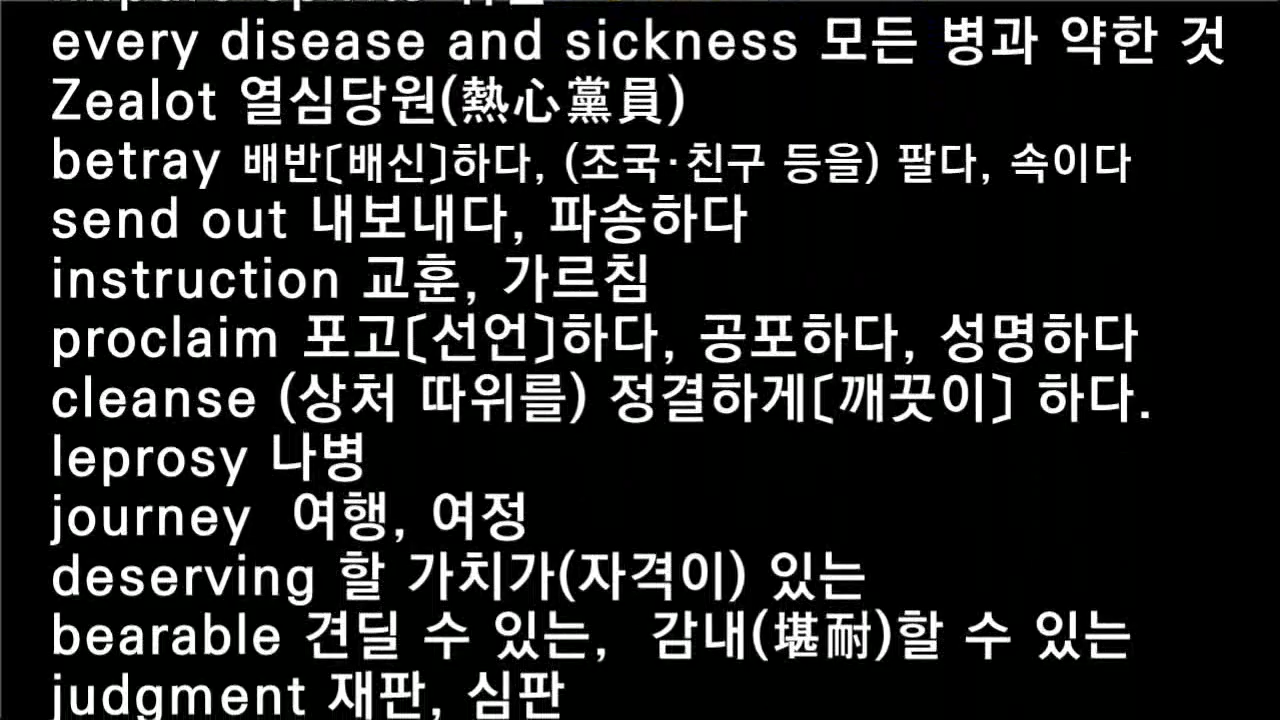 every disease and sickness 모든 병과 약한 것
Zealot 열심당원(熱心黨員)
betray 배반〔배신〕하다, (조국·친구 등을) 팔다, 속이다
send out 내보내다, 파송하다
instruction 교훈, 가르침
proclaim 포고〔선언〕하다, 공포하다, 성명하다
cleanse (상처 따위를) 정결하게〔깨끗이〕 하다.
leprosy 나병
journey 여행, 여정
deserving 할 가치가(자격이) 있는
bearable 견딜 수 있는, 감내(堪耐)할 수 있는
judgment 재판, 심판